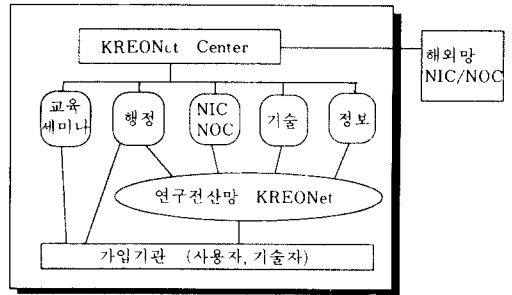 KREONet Center
해외망
NIC/NOC
교육
세미나
행정
NIC
NOC
기술
정보
연구전산망 KREONet
가입기관 (사용자, 기술자)